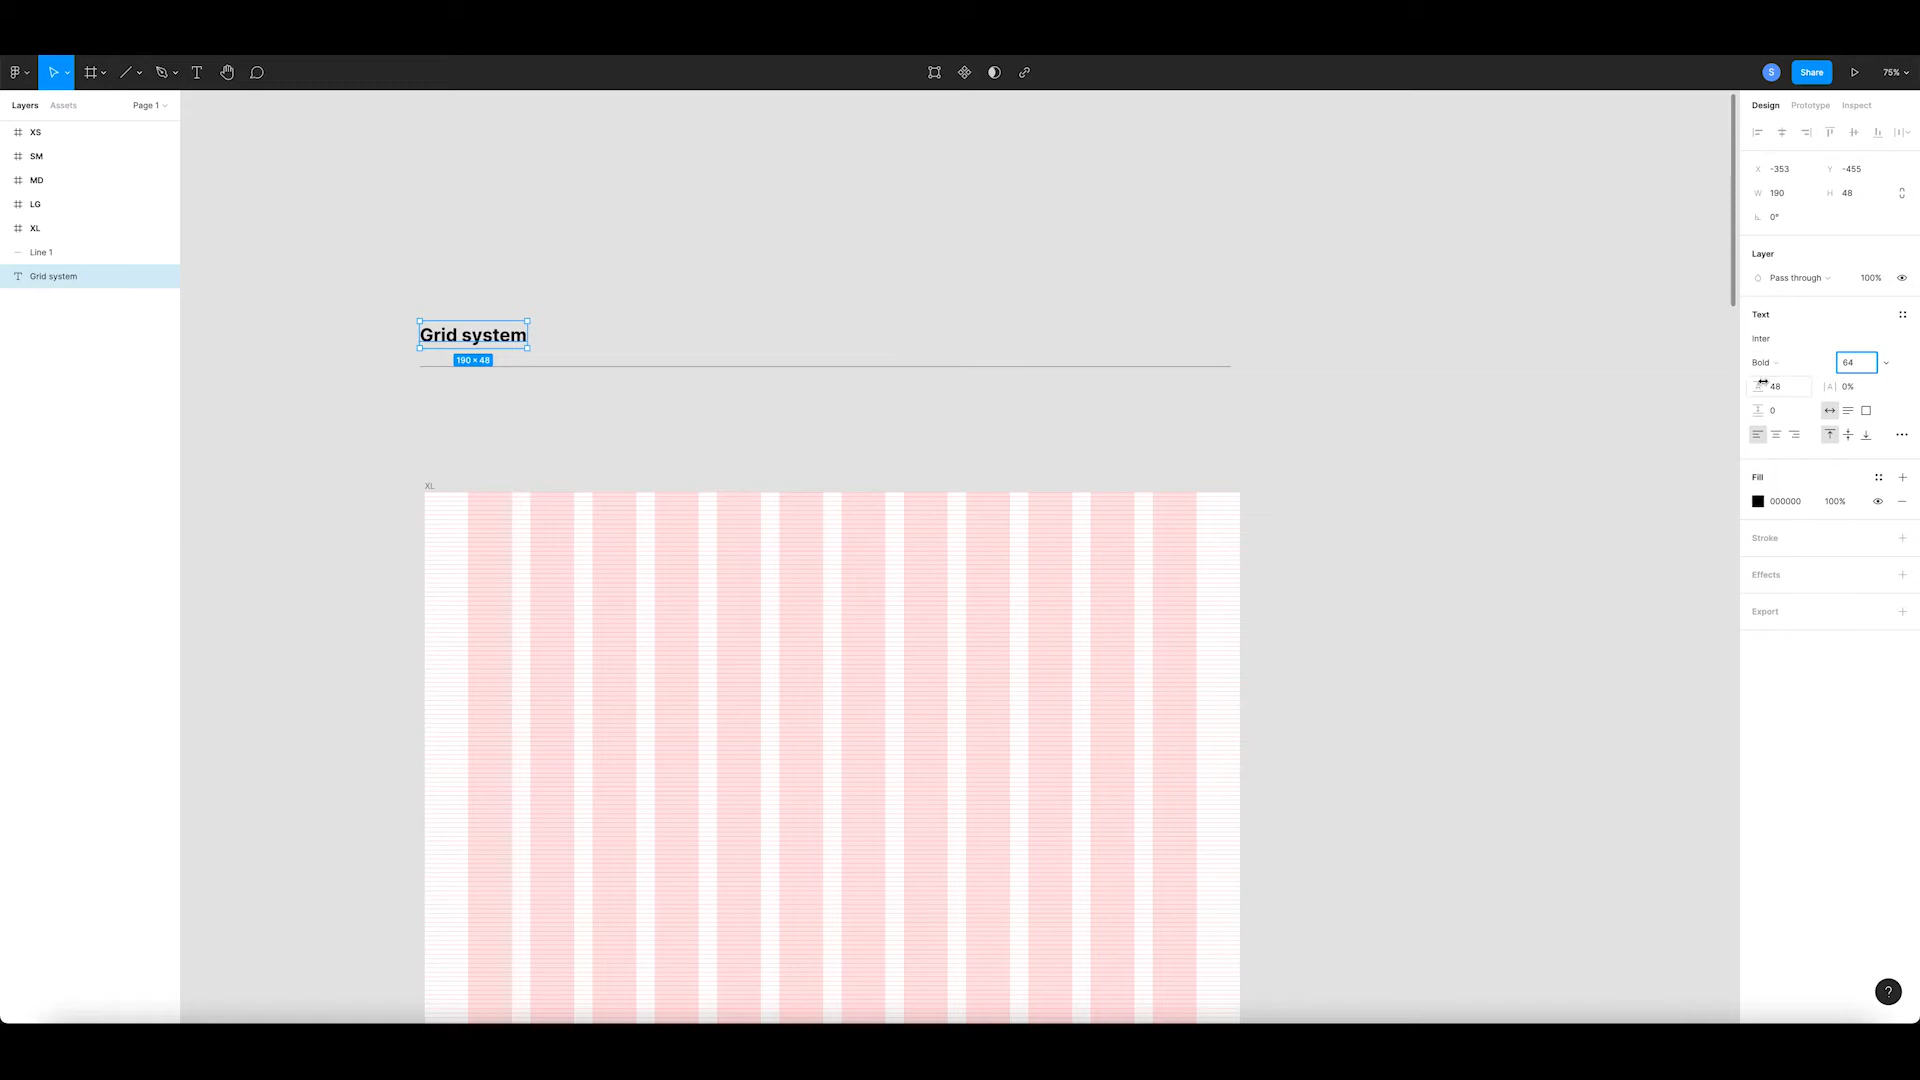 S
Share
75%
Layers
Assets
Page 1
Design
Prototype
Inspect
XS
SM
MD
LG
XL
Line 1
Grid system
Grid system
190 × 48
XL
X
-353
Y
-455
W
190
H
48
0°
Layer
Pass through
100%
Text
Inter
Bold
64
48
|A|
0%
0
Fill
000000
100%
Stroke
Effects
Export
?